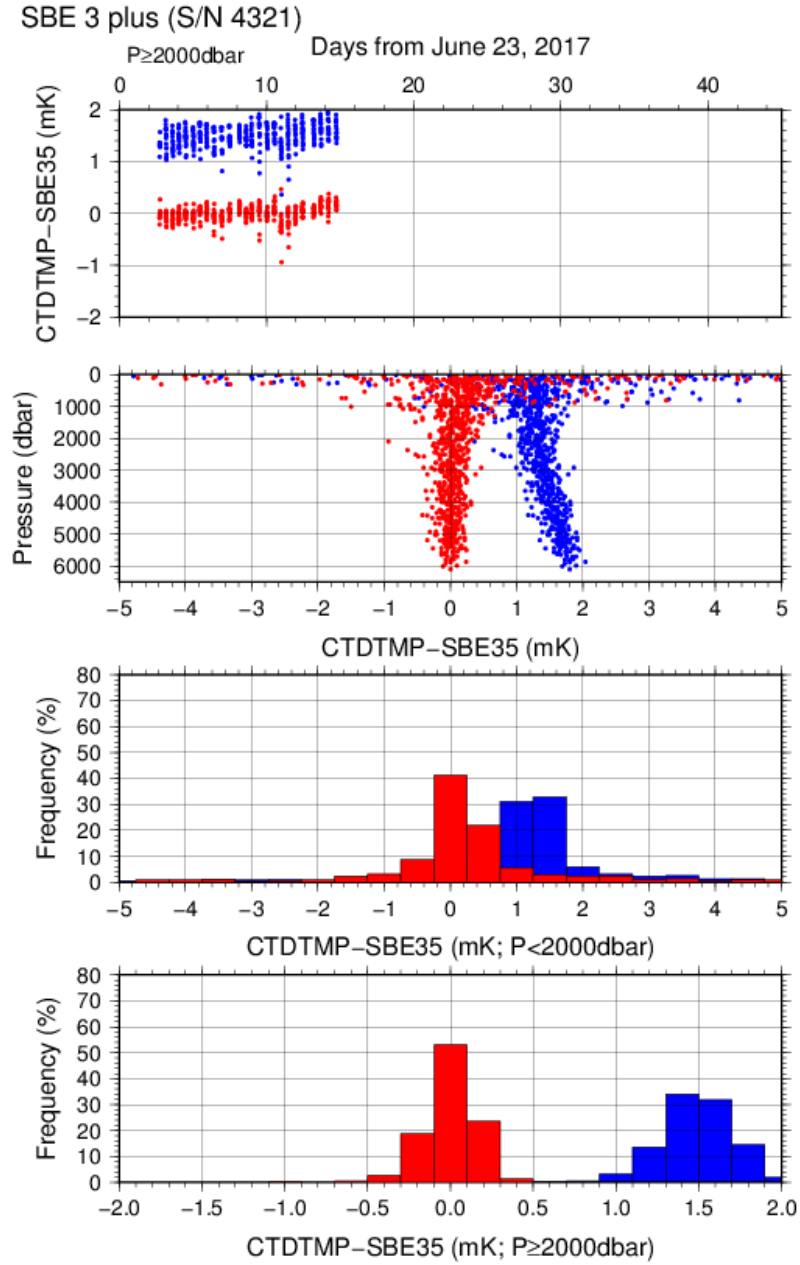 SBE 3 plus (S/N 4321)
P≥2000dbar
Days from June 23, 2017
0 10 20 30 40
CTDTMP−SBE35 (mK)
2
1
0
−1
−2
Pressure (dbar)
0
1000
2000
3000
4000
5000
6000
−5 −4 −3 −2 −1 0 1 2 3 4 5
CTDTMP−SBE35 (mK)
Frequency (%)
80
70
60
50
40
30
20
10
0
−5 −4 −3 −2 −1 0 1 2 3 4 5
CTDTMP−SBE35 (mK; P<2000dbar)
Frequency (%)
80
70
60
50
40
30
20
10
0
−2.0 −1.5 −1.0 −0.5 0.0 0.5 1.0 1.5 2.0
CTDTMP−SBE35 (mK; P≥2000dbar)